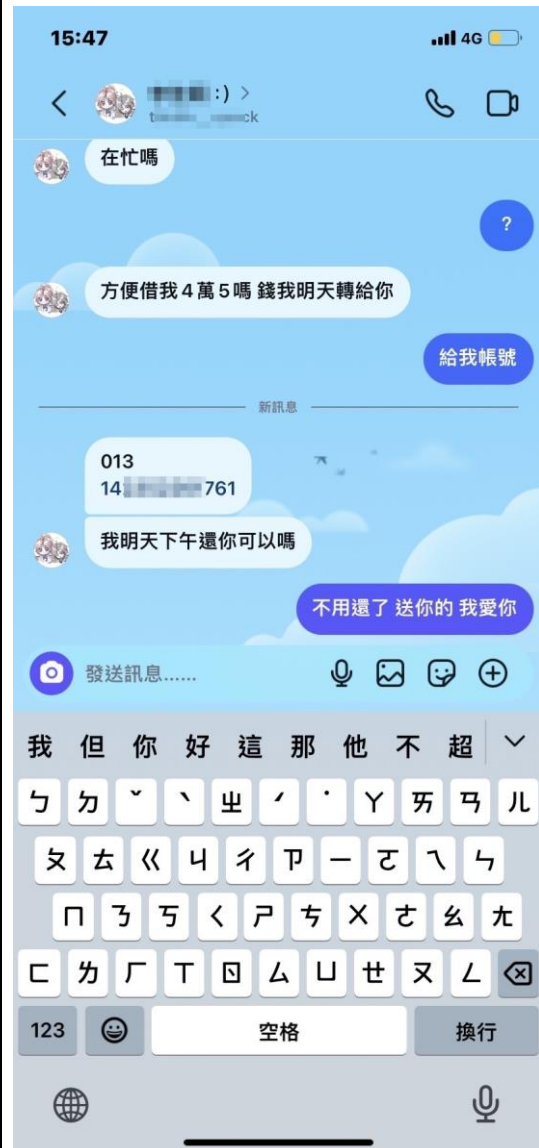 15:47
4G
:)
ck
在忙嗎
?
方便借我4萬5嗎 錢我明天轉給你
給我帳號
新訊息
013
14 761
我明天下午還你可以嗎
不用還了 送你的 我愛你
發送訊息......
我 但 你 好 這 那 他 不 超
ㄅ ㄉ ˇ ˋ ㄓ ˊ ˙ ㄚ ㄞ ㄢ ㄦ
ㄆ ㄊ ㄍ ㄐ ㄔ ㄗ ㄧ ㄛ ㄟ ㄣ
ㄇ ㄋ ㄎ ㄑ ㄕ ㄘ ㄨ ㄜ ㄠ ㄤ
ㄈ ㄌ ㄏ ㄒ ㄖ ㄙ ㄩ ㄝ ㄡ ㄥ
123 空格 換行